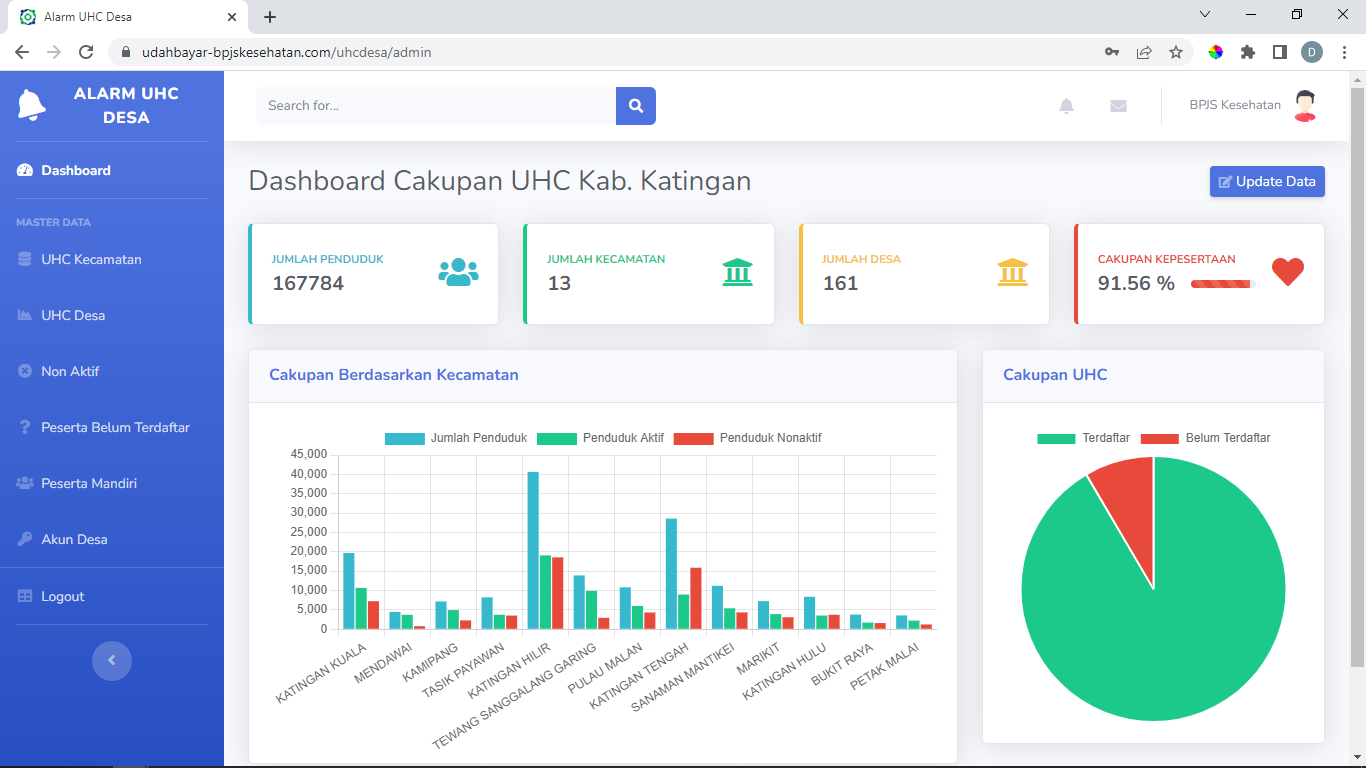 Alarm UHC Desa
udahbayar-bpjskesehatan.com/uhcdesa/admin
D
ALARM UHC
DESA
Dashboard
MASTER DATA
UHC Kecamatan
UHC Desa
Non Aktif
Peserta Belum Terdaftar
Peserta Mandiri
Akun Desa
Logout
Search for...
BPJS Kesehatan
Dashboard Cakupan UHC Kab. Katingan
Update Data
JUMLAH PENDUDUK
167784
JUMLAH KECAMATAN
13
JUMLAH DESA
161
CAKUPAN KEPESERTAAN
91.56 %
Cakupan Berdasarkan Kecamatan
Jumlah Penduduk Penduduk Aktif Penduduk Nonaktif
45,000
40,000
35,000
30,000
25,000
20,000
15,000
10,000
5,000
0
KATINGAN KUALA
MENDAWAI
KAMIPANG
TASIK PAYAWAN
KATINGAN HILIR
TEWANG SANGGALANG GARING
PULAU MALAN
KATINGAN TENGAH
SANAMAN MANTIKEI
MARIKIT
KATINGAN HULU
BUKIT RAYA
PETAK MALAI
Cakupan UHC
Terdaftar Belum Terdaftar